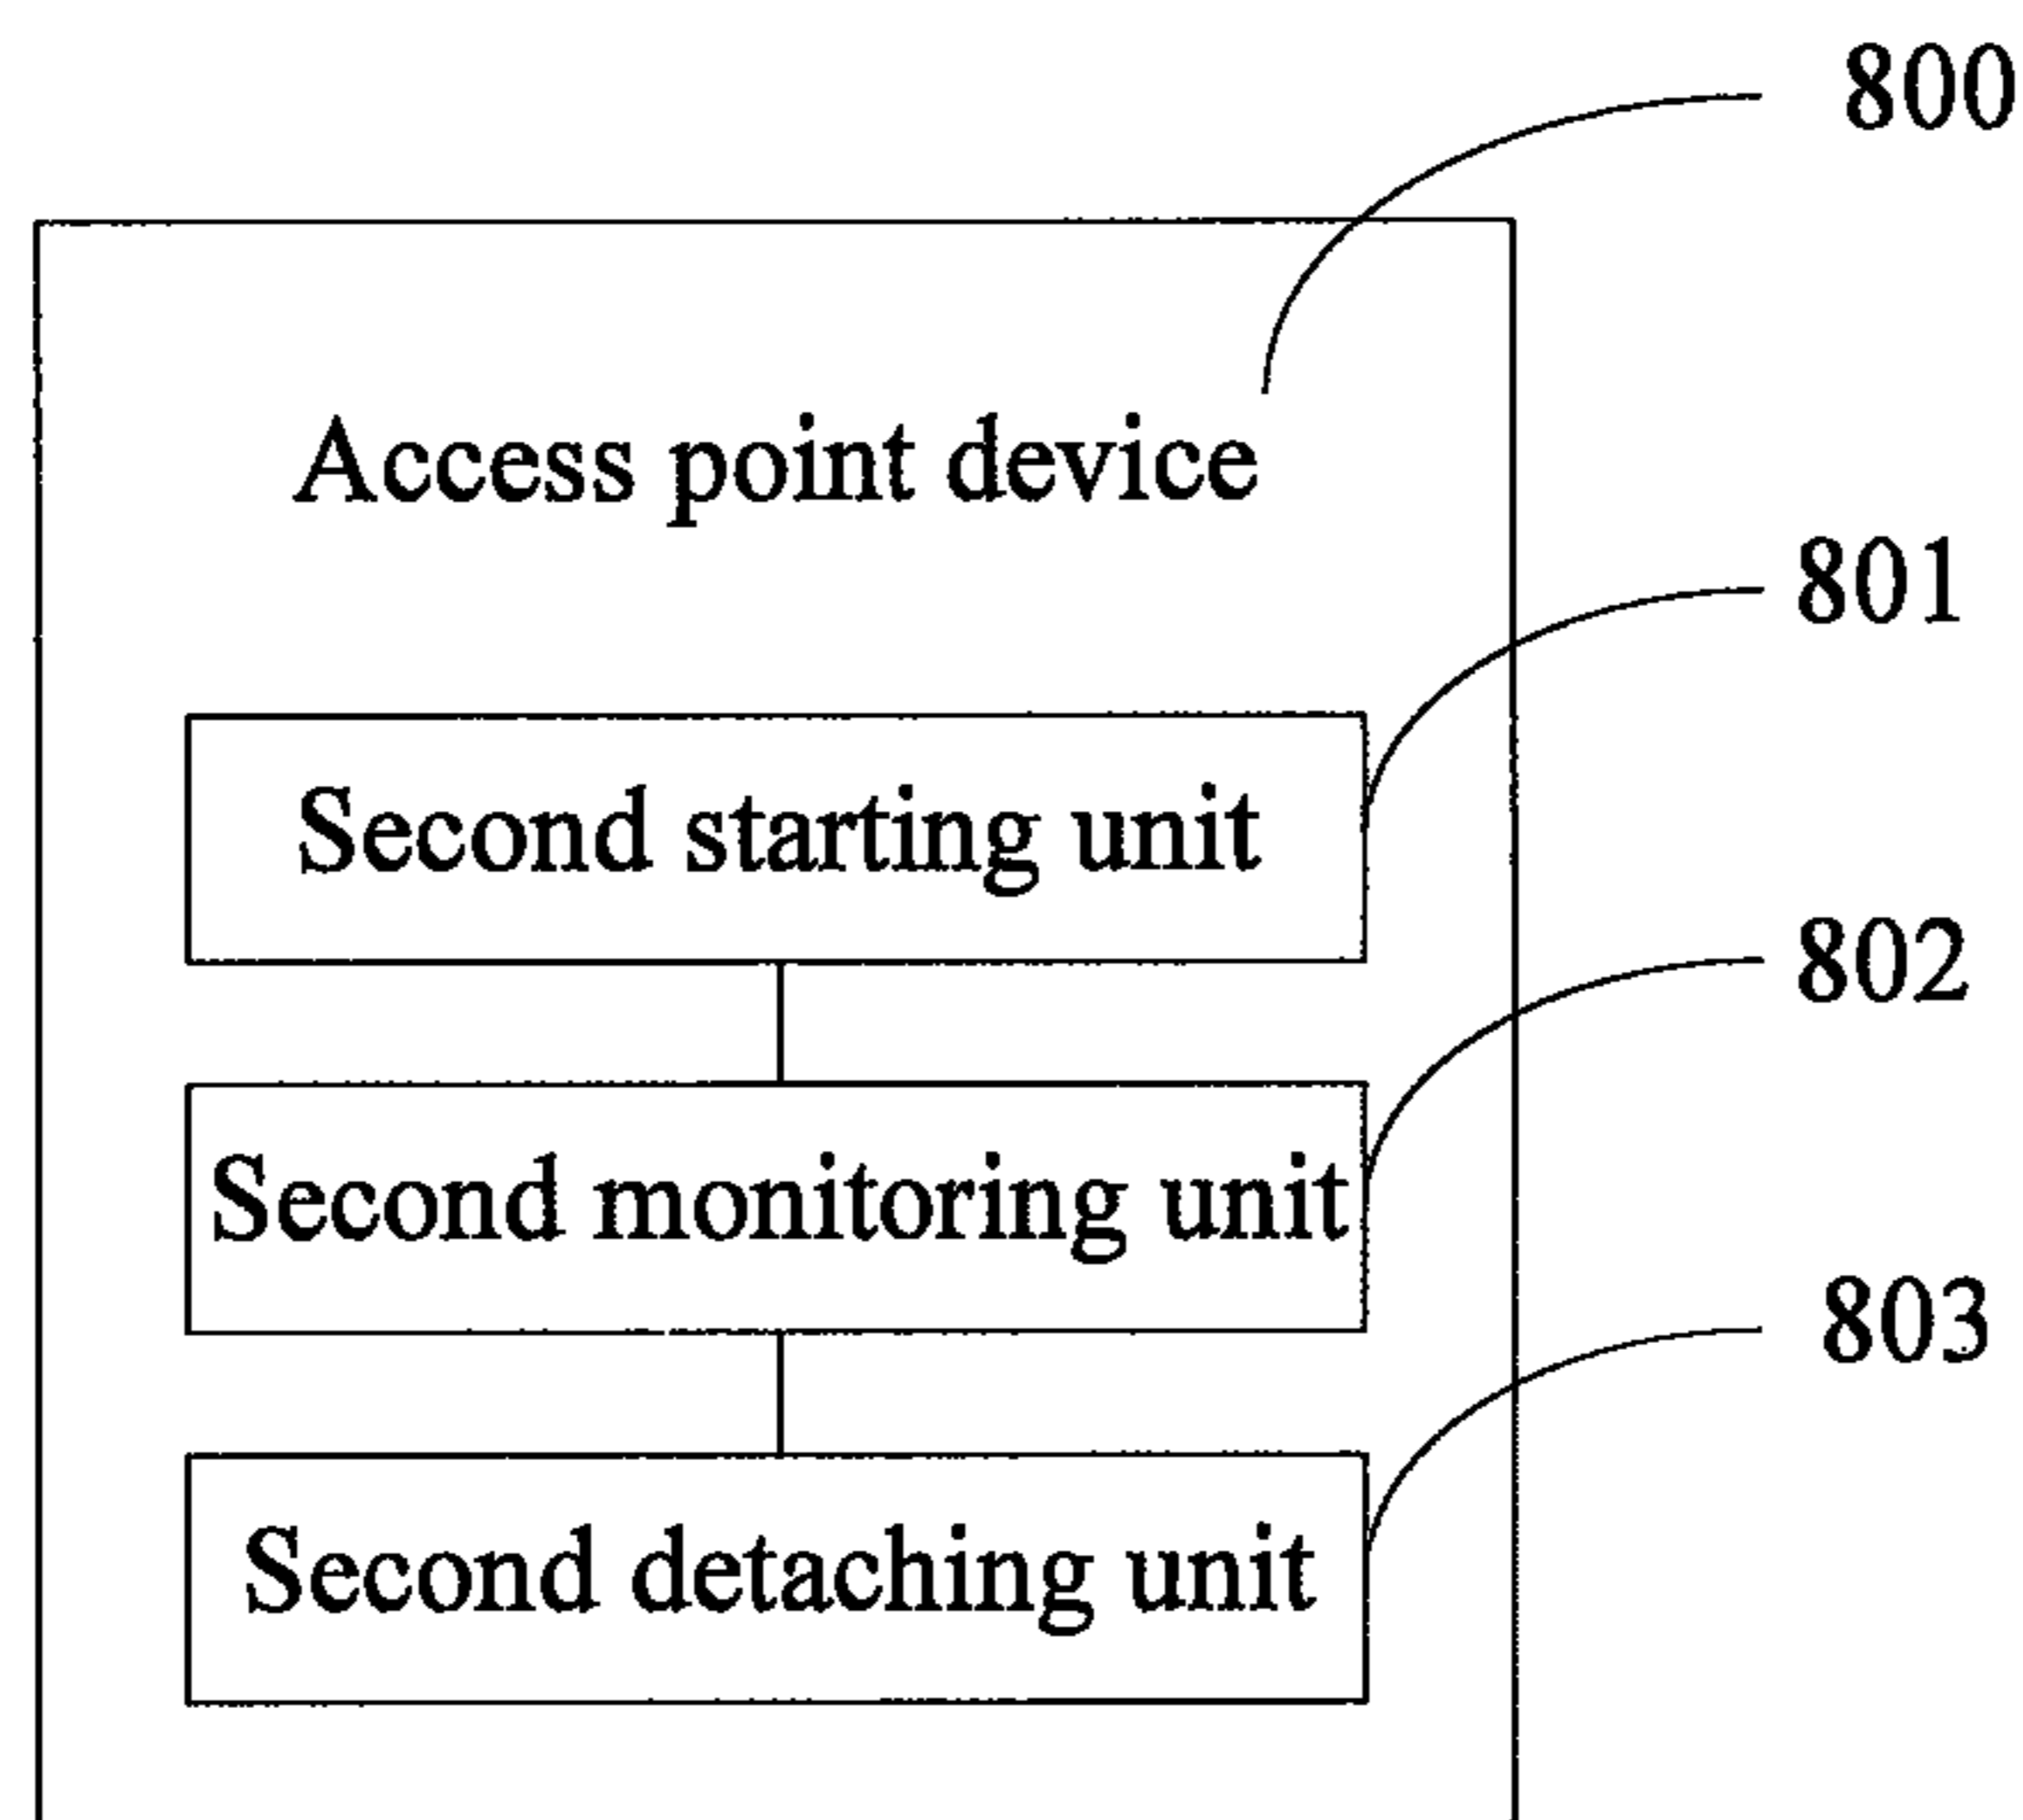 800
Access point device
801
Second starting unit
802
Second monitoring unit
803
Second detaching unit